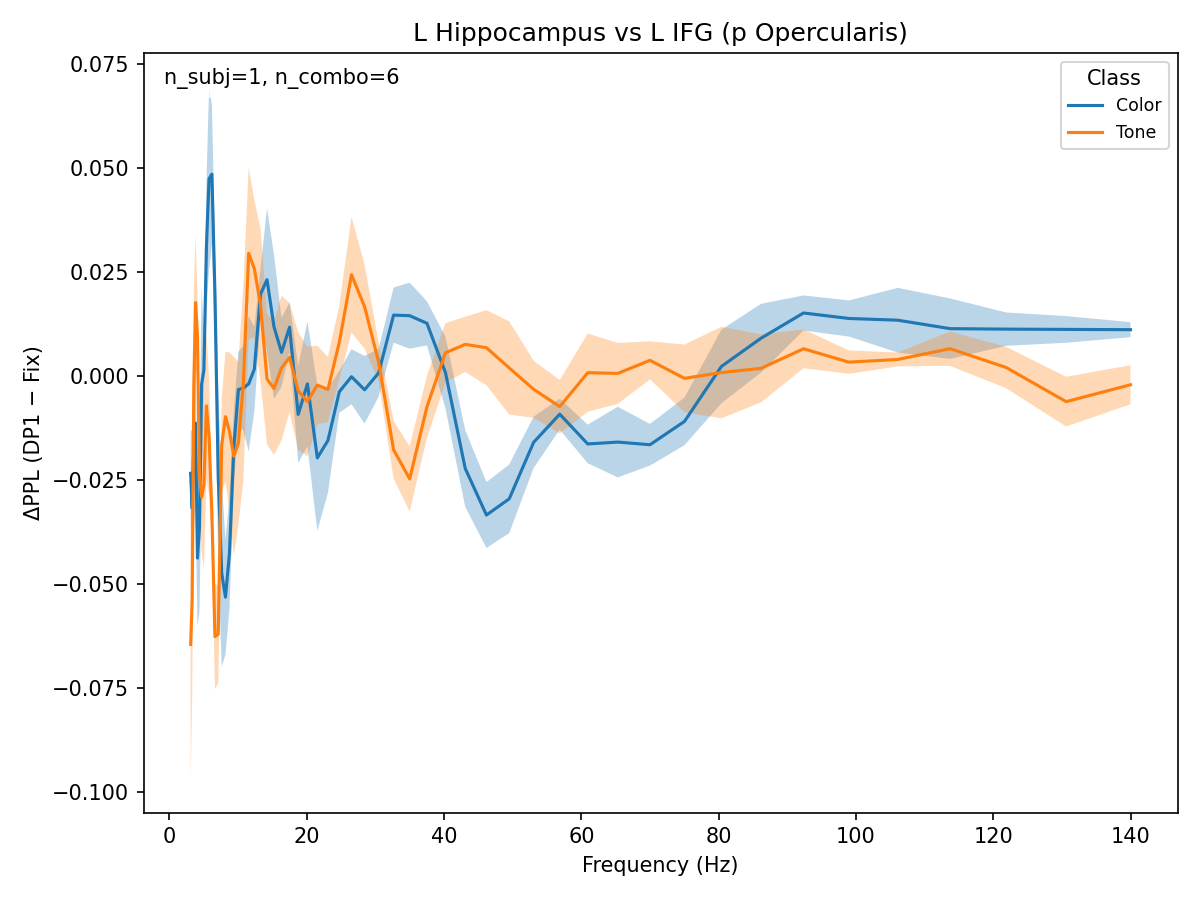 L Hippocampus vs L IFG (p Opercularis)
n_subj=1, n_combo=6
Class
Color
Tone
ΔPPL (DP1 − Fix)
0.075
0.050
0.025
0.000
−0.025
−0.050
−0.075
−0.100
0 20 40 60 80 100 120 140
Frequency (Hz)